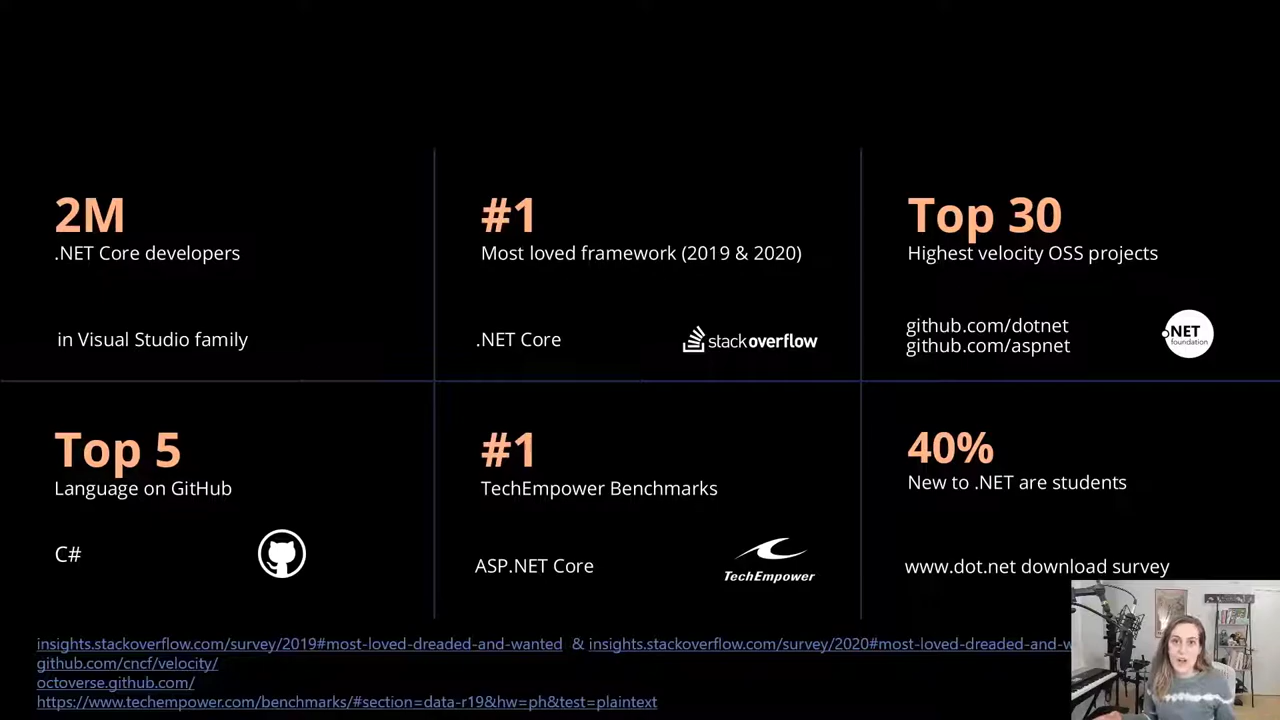 2M
.NET Core developers
in Visual Studio family
#1
Most loved framework (2019 & 2020)
.NET Core
stackoverflow
Top 30
Highest velocity OSS projects
github.com/dotnet
github.com/aspnet
.NET
foundation
Top 5
Language on GitHub
C#
#1
TechEmpower Benchmarks
ASP.NET Core
TechEmpower
40%
New to .NET are students
www.dot.net download survey
insights.stackoverflow.com/survey/2019#most-loved-dreaded-and-wanted & insights.stackoverflow.com/survey/2020#most-loved-dreaded-and-w
github.com/cncf/velocity/
octoverse.github.com/
https://www.techempower.com/benchmarks/#section=data-r19&hw=ph&test=plaintext